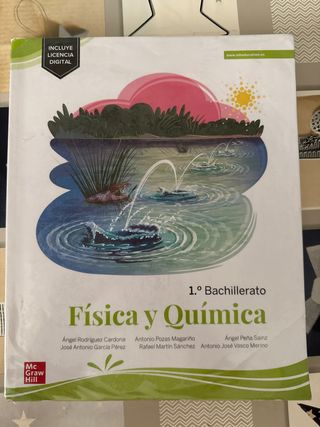 INCLUYE
LICENCIA
DIGITAL
www.mheducation.es
1.º Bachillerato
Física y Química
Ángel Rodríguez Cardona Antonio Pozas Magariño Ángel Peña Sainz
José Antonio García Pérez Rafael Martín Sánchez Antonio José Vasco Merino
Mc
Graw
Hill